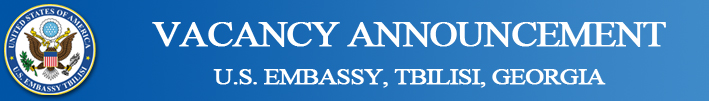 UNITED STATES OF AMERICA
U.S. EMBASSY TBILISI
VACANCY ANNOUNCEMENT
U.S. EMBASSY, TBILISI, GEORGIA